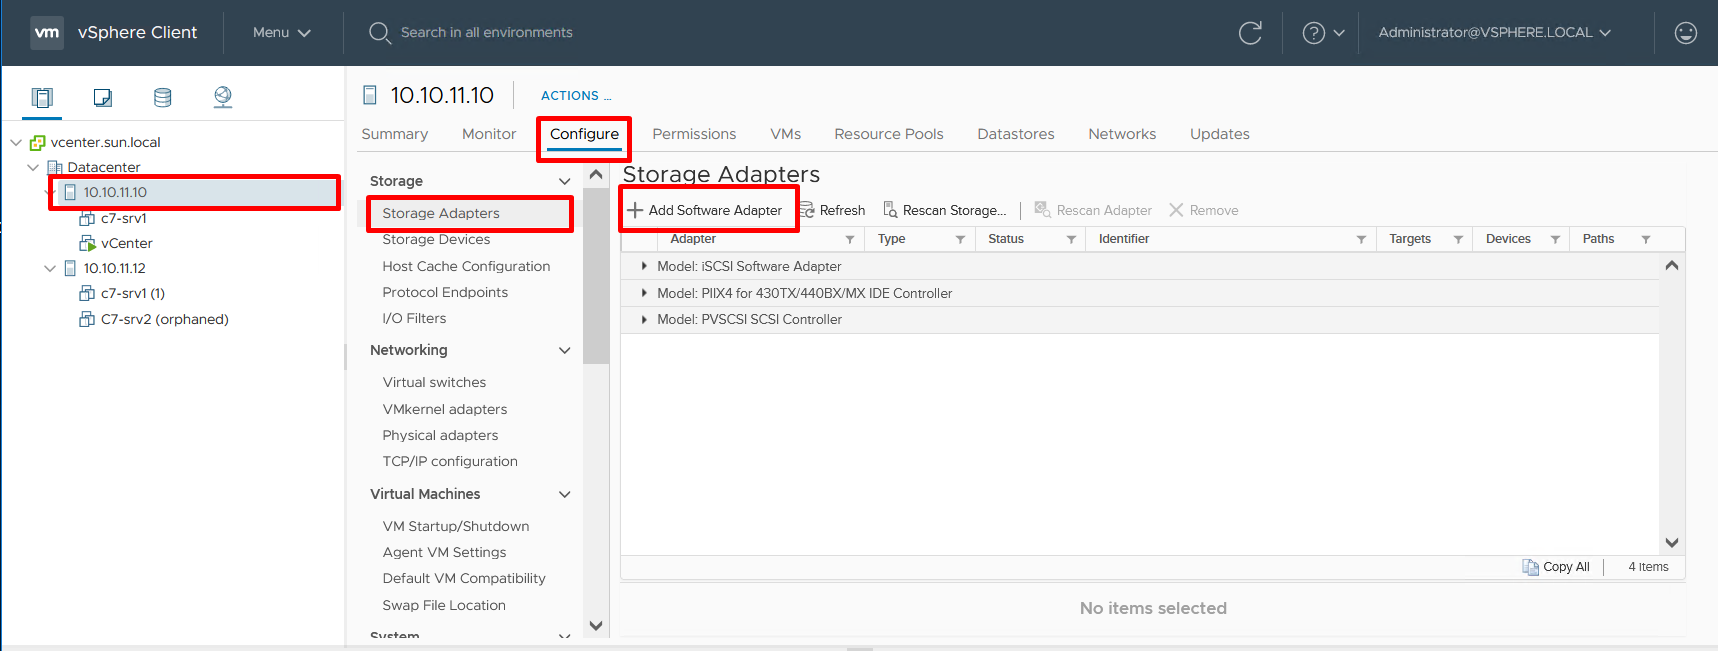 vm vSphere Client Menu Search in all environments Administrator@VSPHERE.LOCAL
vcenter.sun.local
Datacenter
10.10.11.10
c7-srv1
vCenter
10.10.11.12
c7-srv1 (1)
C7-srv2 (orphaned)
10.10.11.10 ACTIONS ...
Summary Monitor Configure Permissions VMs Resource Pools Datastores Networks Updates
Storage
Storage Adapters
Storage Devices
Host Cache Configuration
Protocol Endpoints
I/O Filters
Networking
Virtual switches
VMkernel adapters
Physical adapters
TCP/IP configuration
Virtual Machines
VM Startup/Shutdown
Agent VM Settings
Default VM Compatibility
Swap File Location
System
Storage Adapters
+ Add Software Adapter Refresh Rescan Storage... | Rescan Adapter Remove
Adapter Type Status Identifier Targets Devices Paths
Model: iSCSI Software Adapter
Model: PIIX4 for 430TX/440BX/MX IDE Controller
Model: PVSCSI SCSI Controller
Copy All 4 items
No items selected